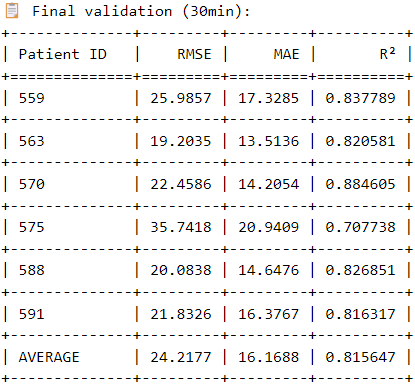 📋 Final validation (30min):
+--------------+---------+---------+----------+
| Patient ID   |    RMSE |     MAE |       R² |
+==============+=========+=========+==========+
| 559          | 25.9857 | 17.3285 | 0.837789 |
+--------------+---------+---------+----------+
| 563          | 19.2035 | 13.5136 | 0.820581 |
+--------------+---------+---------+----------+
| 570          | 22.4586 | 14.2054 | 0.884605 |
+--------------+---------+---------+----------+
| 575          | 35.7418 | 20.9409 | 0.707738 |
+--------------+---------+---------+----------+
| 588          | 20.0838 | 14.6476 | 0.826851 |
+--------------+---------+---------+----------+
| 591          | 21.8326 | 16.3767 | 0.816317 |
+--------------+---------+---------+----------+
| AVERAGE      | 24.2177 | 16.1688 | 0.815647 |
+--------------+---------+---------+----------+